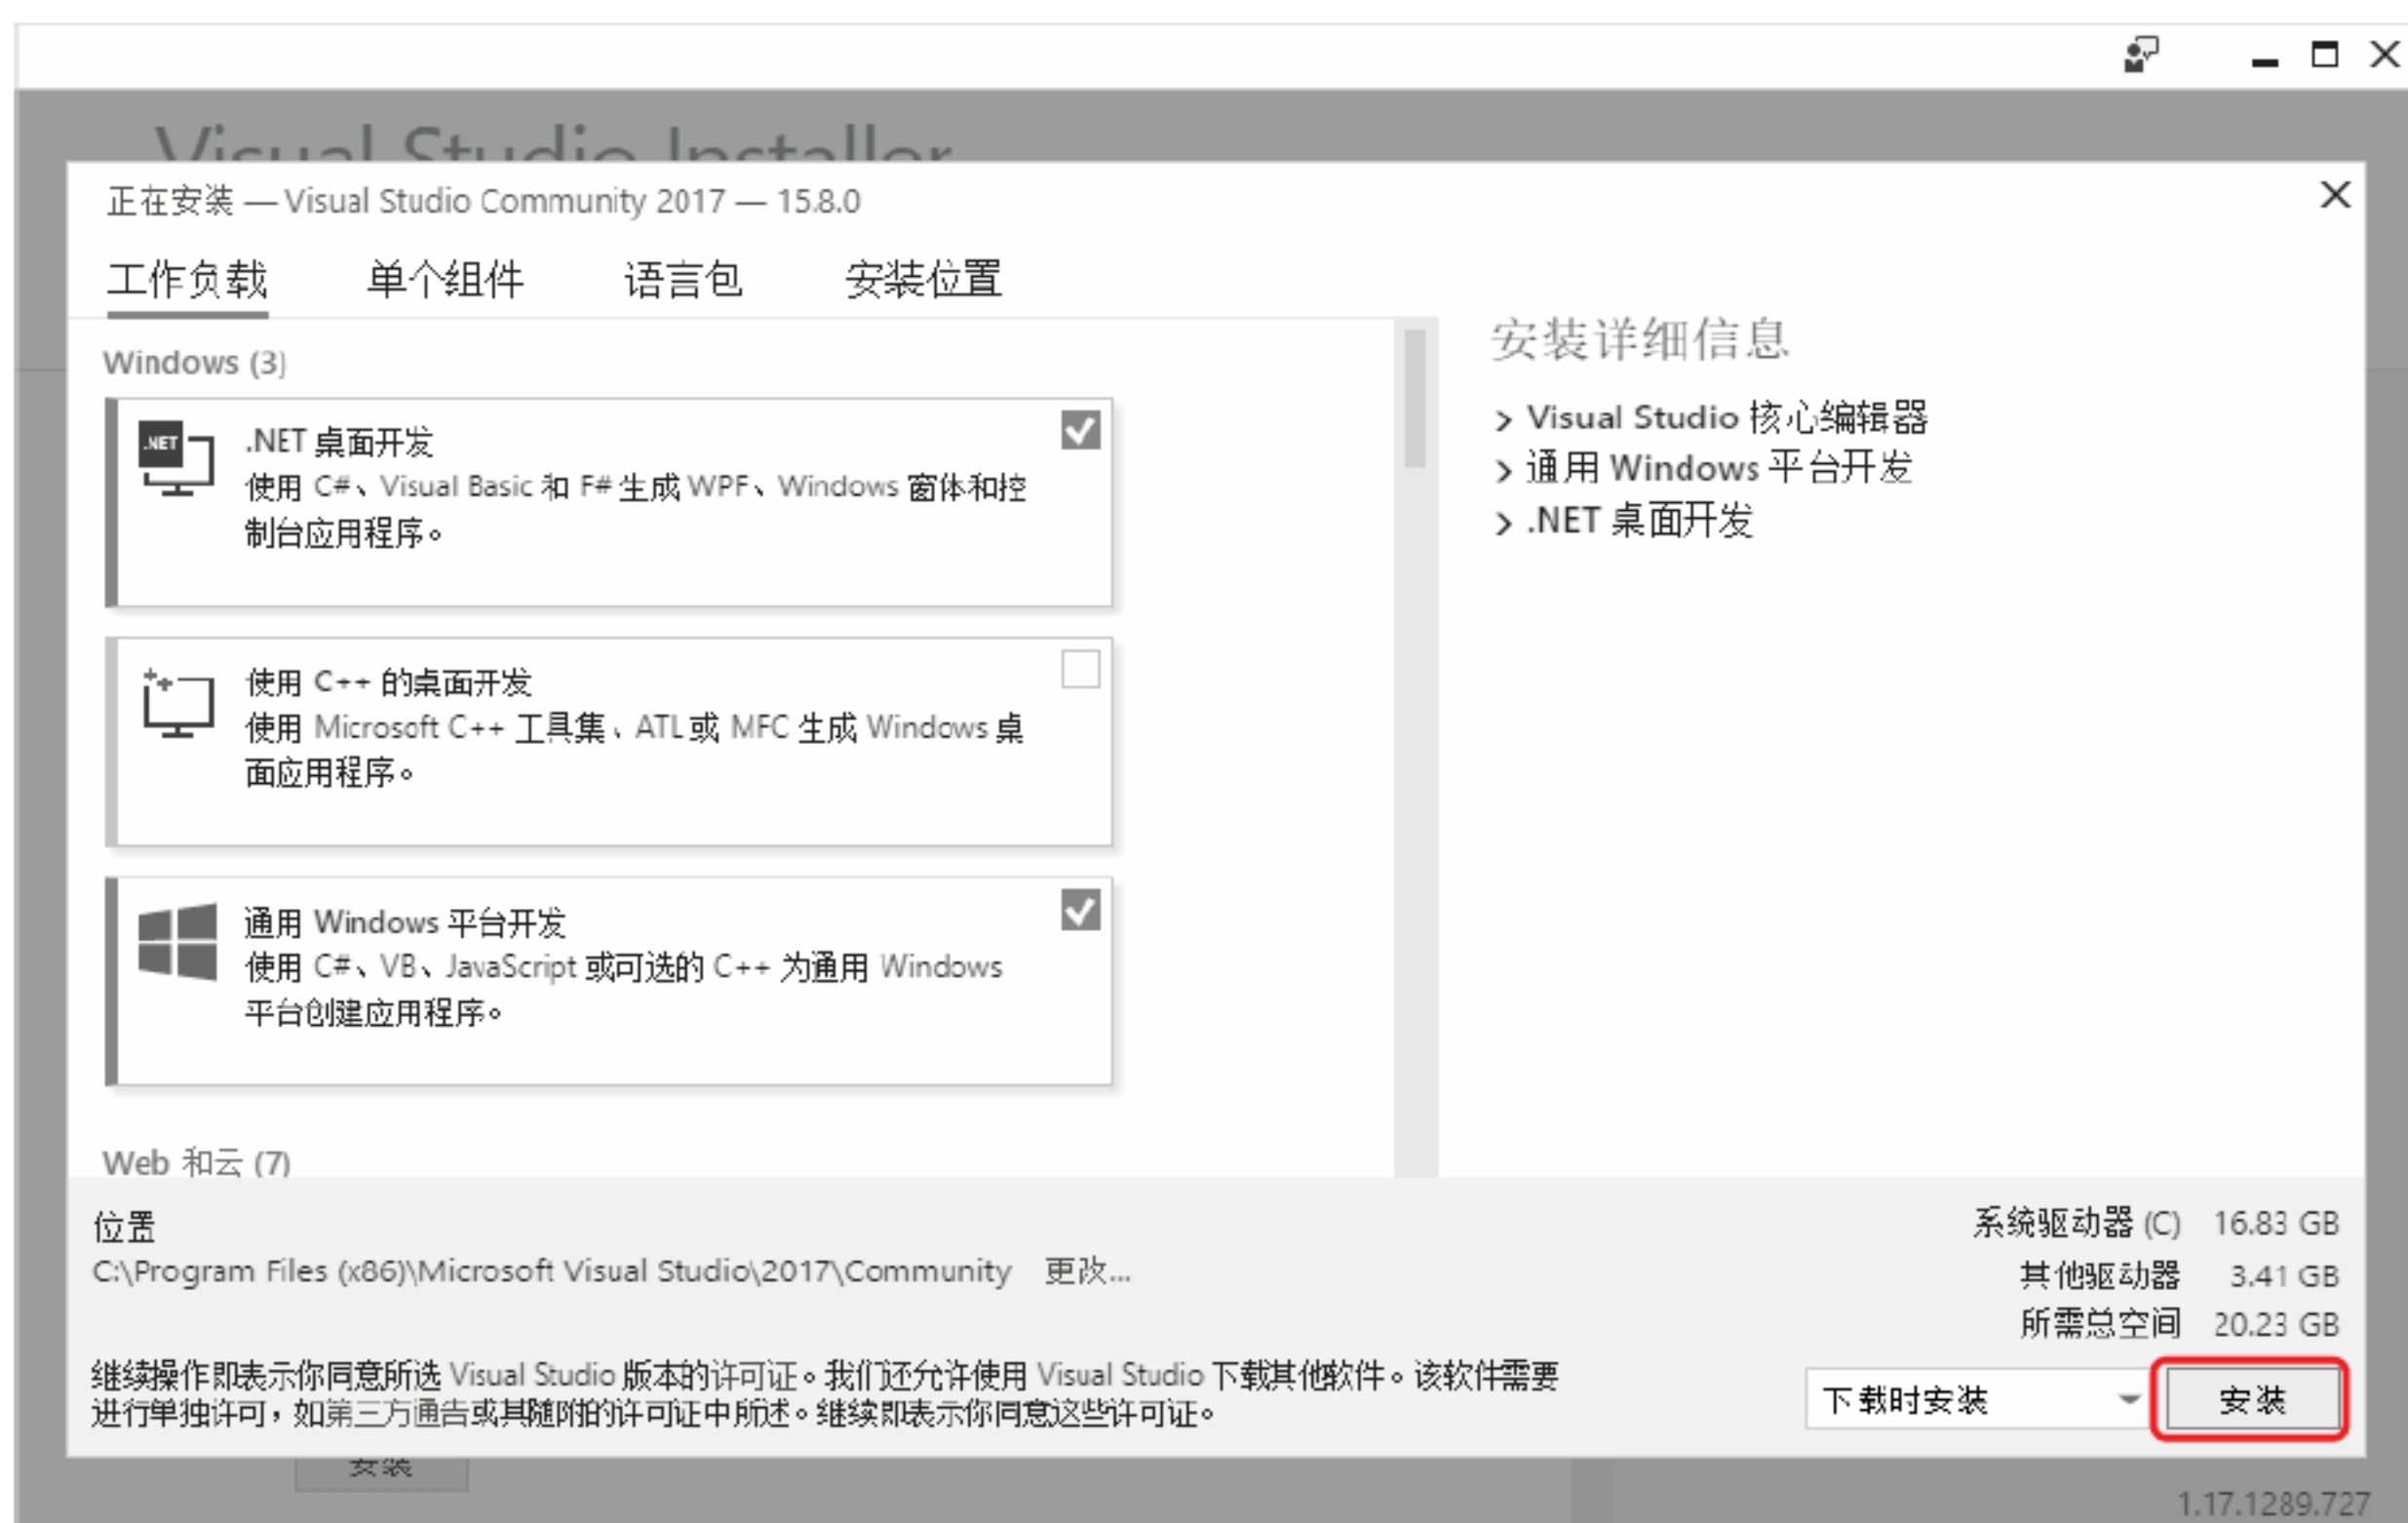 Visual Studio Installer
正在安装 — Visual Studio Community 2017 — 15.8.0
工作负载 单个组件 语言包 安装位置
Windows (3)
.NET
.NET 桌面开发
使用 C#、Visual Basic 和 F# 生成 WPF、Windows 窗体和控
制台应用程序。
使用 C++ 的桌面开发
使用 Microsoft C++ 工具集、ATL 或 MFC 生成 Windows 桌
面应用程序。
通用 Windows 平台开发
使用 C#、VB、JavaScript 或可选的 C++ 为通用 Windows
平台创建应用程序。
Web 和云 (7)
安装详细信息
> Visual Studio 核心编辑器
> 通用 Windows 平台开发
> .NET 桌面开发
位置
C:\Program Files (x86)\Microsoft Visual Studio\2017\Community 更改...
系统驱动器 (C) 16.83 GB
其他驱动器 3.41 GB
所需总空间 20.23 GB
继续操作即表示你同意所选 Visual Studio 版本的许可证。我们还允许使用 Visual Studio 下载其他软件。该软件需要
进行单独许可，如第三方通告或其随附的许可证中所述。继续即表示你同意这些许可证。
下载时安装 安装
安装
1.17.1289.727